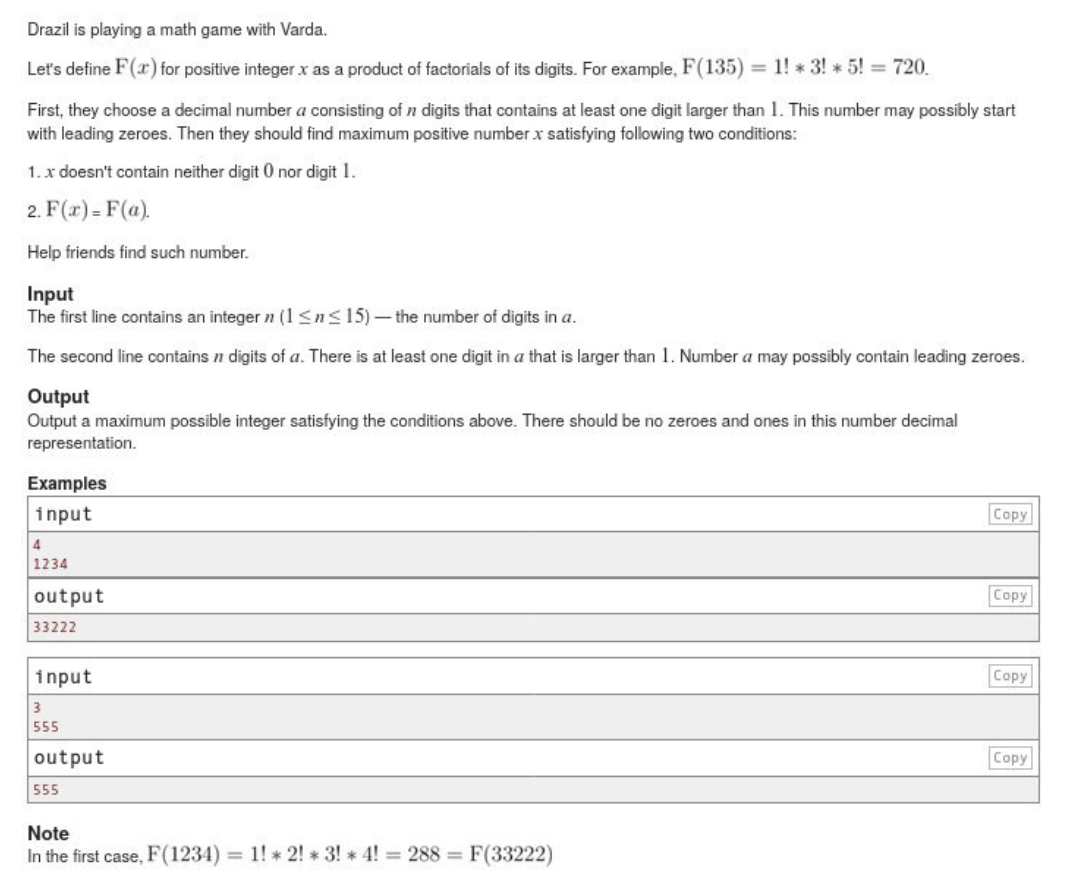 Drazil is playing a math game with Varda.
Let's define F(x) for positive integer x as a product of factorials of its digits. For example, F(135) = 1! * 3! * 5! = 720.
First, they choose a decimal number a consisting of n digits that contains at least one digit larger than 1. This number may possibly start
with leading zeroes. Then they should find maximum positive number x satisfying following two conditions:
1. x doesn't contain neither digit 0 nor digit 1.
2. F(x) = F(a).
Help friends find such number.
Input
The first line contains an integer n (1 ≤ n ≤ 15) — the number of digits in a.
The second line contains n digits of a. There is at least one digit in a that is larger than 1. Number a may possibly contain leading zeroes.
Output
Output a maximum possible integer satisfying the conditions above. There should be no zeroes and ones in this number decimal
representation.
Examples
input
Copy
4
1234
output
Copy
33222
input
Copy
3
555
output
Copy
555
Note
In the first case, F(1234) = 1! * 2! * 3! * 4! = 288 = F(33222)